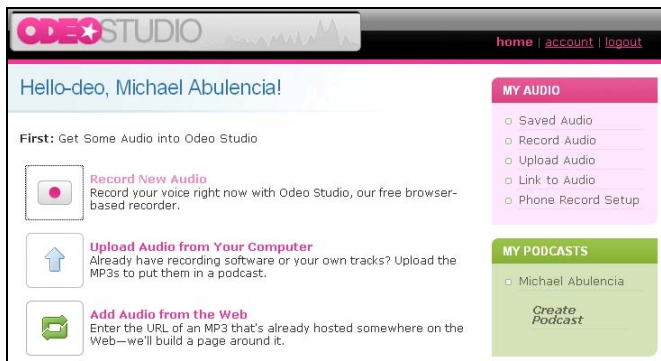 ODEO STUDIO
home | account | logout
Hello-deo, Michael Abulencia!
First: Get Some Audio into Odeo Studio
Record New Audio
Record your voice right now with Odeo Studio, our free browser-
based recorder.
Upload Audio from Your Computer
Already have recording software or your own tracks? Upload the
MP3s to put them in a podcast.
Add Audio from the Web
Enter the URL of an MP3 that's already hosted somewhere on the
Web—we'll build a page around it.
MY AUDIO
Saved Audio
Record Audio
Upload Audio
Link to Audio
Phone Record Setup
MY PODCASTS
Michael Abulencia
Create
Podcast